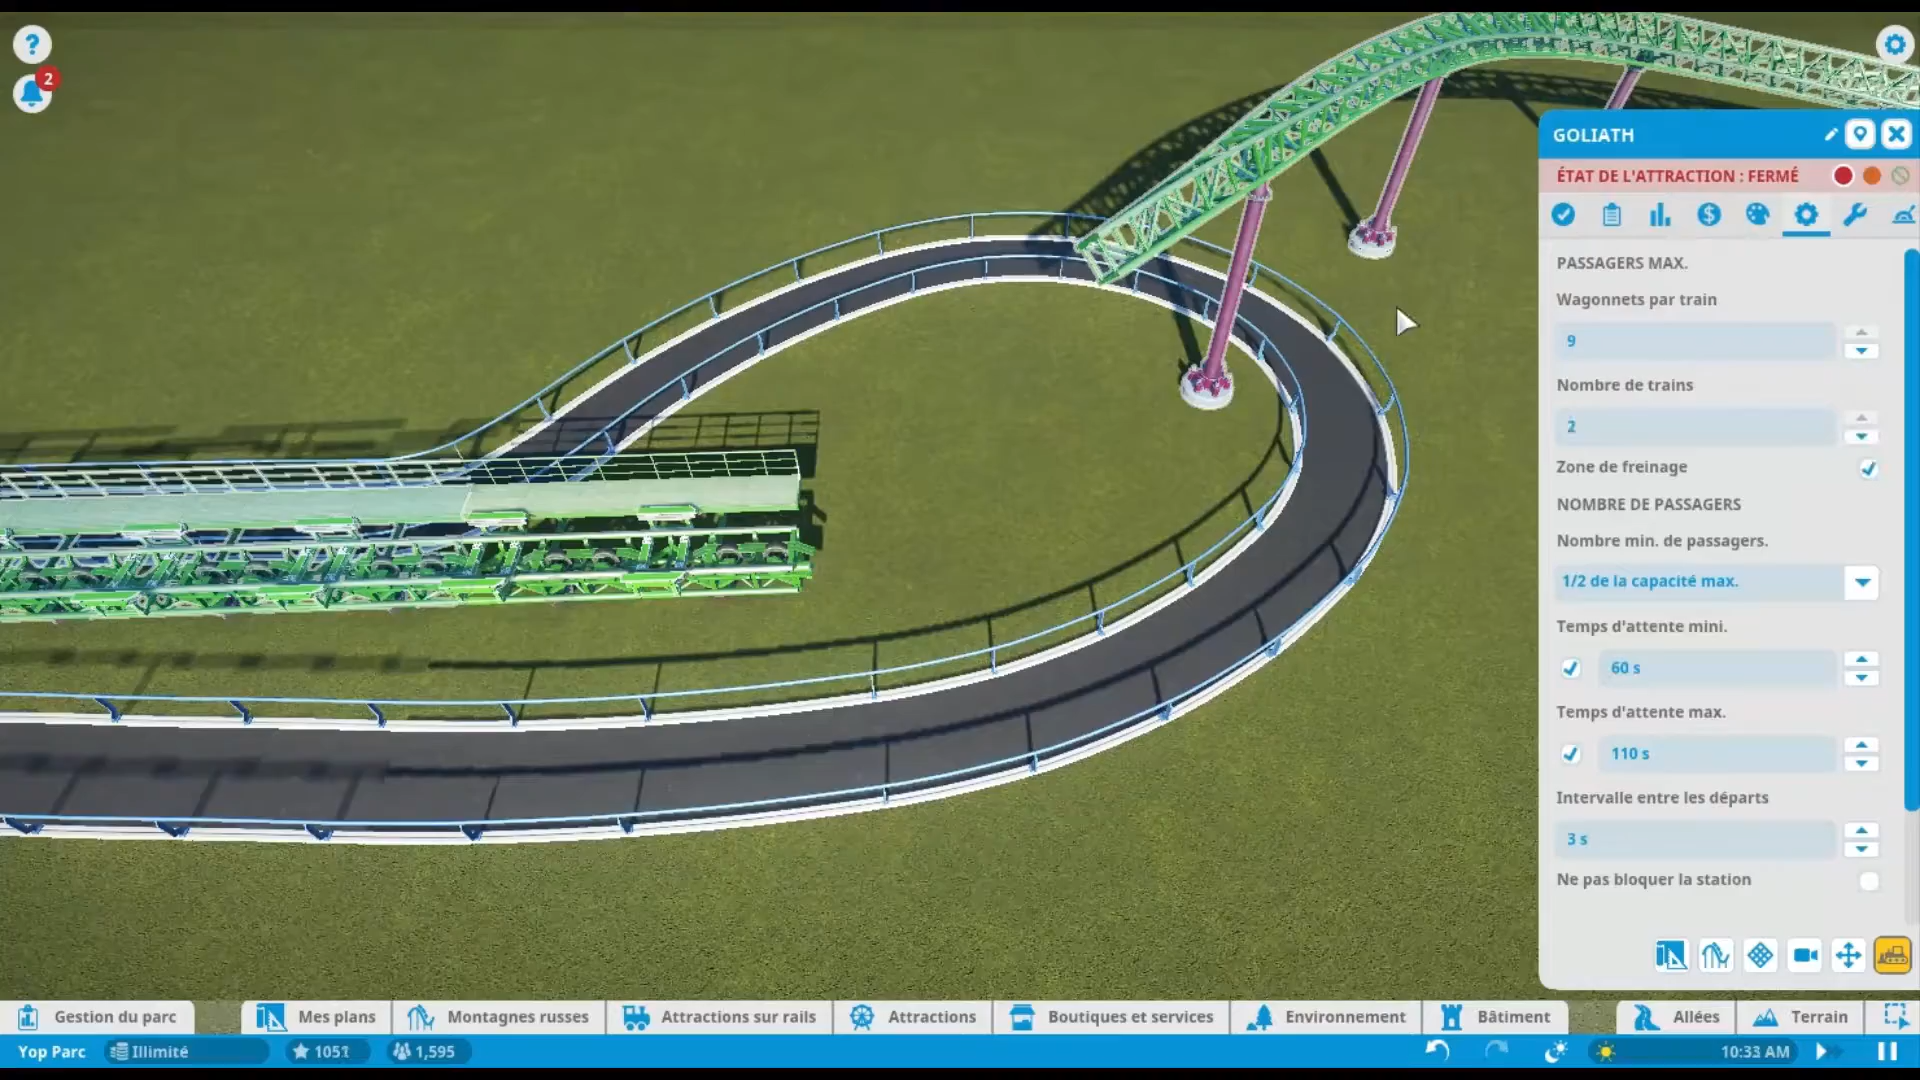 ?
2
GOLIATH
ÉTAT DE L'ATTRACTION : FERMÉ
PASSAGERS MAX.
Wagonnets par train
9
Nombre de trains
2
Zone de freinage
NOMBRE DE PASSAGERS
Nombre min. de passagers.
1/2 de la capacité max.
Temps d'attente mini.
60 s
Temps d'attente max.
110 s
Intervalle entre les départs
3 s
Ne pas bloquer la station
Gestion du parc
Mes plans
Montagnes russes
Attractions sur rails
Attractions
Boutiques et services
Environnement
Bâtiment
Allées
Terrain
Yop Parc
Illimité
1051
1,595
10:33 AM